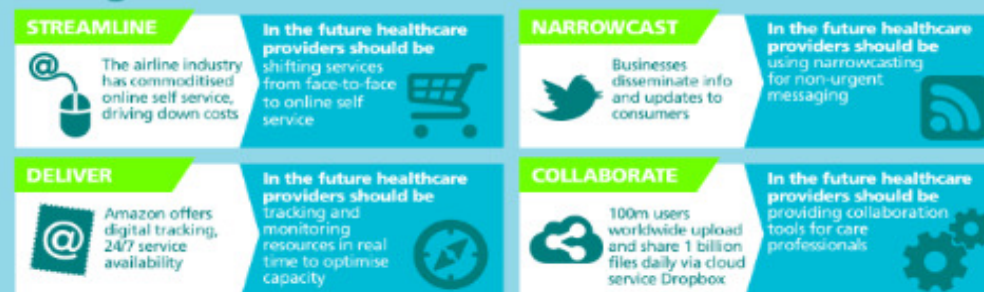 STREAMLINE
The airline industry
has commoditised
online self service,
driving down costs
In the future healthcare
providers should be
shifting services
from face-to-face
to online self
service
NARROWCAST
Businesses
disseminate info
and updates to
consumers
In the future healthcare
providers should be
using narrowcasting
for non-urgent
messaging
DELIVER
@
Amazon offers
digital tracking,
24/7 service
availability
In the future healthcare
providers should be
tracking and
monitoring
resources in real
time to optimise
capacity
COLLABORATE
100m users
worldwide upload
and share 1 billion
files daily via cloud
service Dropbox
In the future healthcare
providers should be
providing collaboration
tools for care
professionals